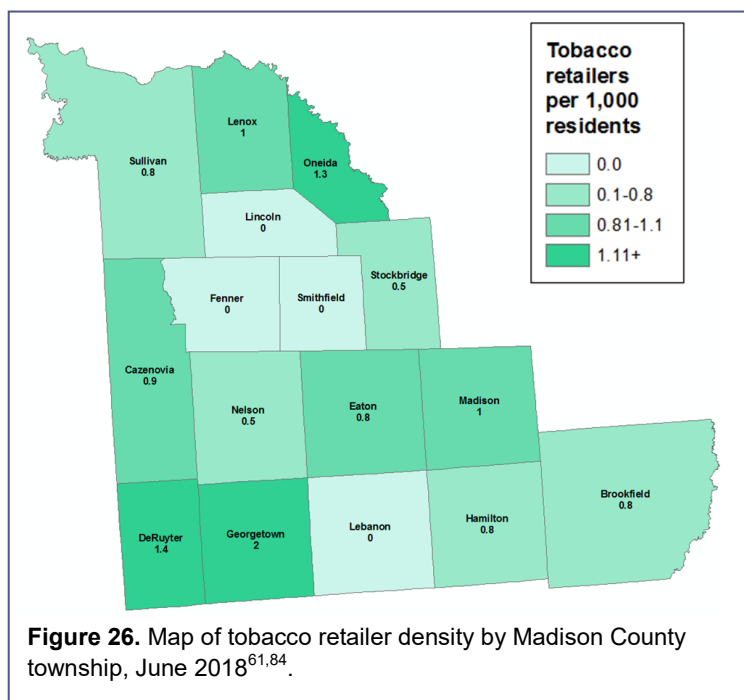 Tobacco
retailers
per 1,000
residents
0.0
0.1-0.8
0.81-1.1
1.11+
Lenox
1
Oneida
1.3
Sullivan
0.8
Lincoln
0
Stockbridge
0.5
Fenner
0
Smithfield
0
Cazenovia
0.9
Nelson
0.5
Eaton
0.8
Madison
1
Brookfield
0.8
DeRuyter
1.4
Georgetown
2
Lebanon
0
Hamilton
0.8
Figure 26. Map of tobacco retailer density by Madison County
township, June 2018⁶¹,⁸⁴.